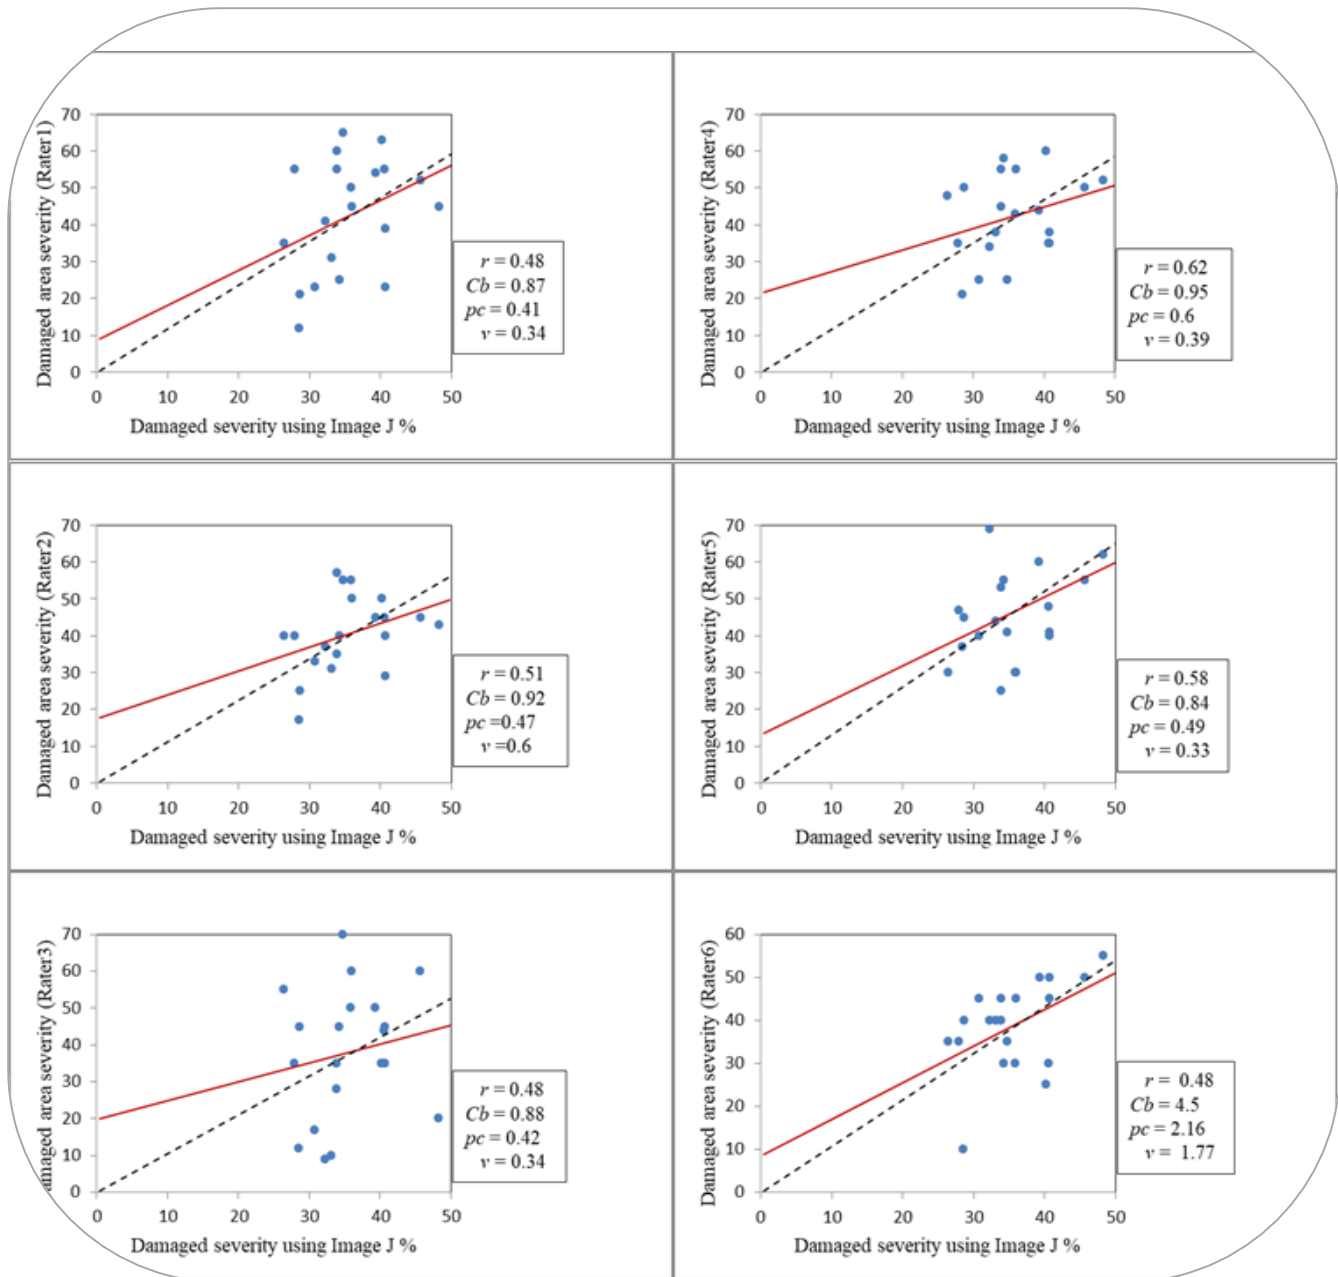 Damaged area severity (Rater1)
70
60
50
40
30
20
10
0
0 10 20 30 40 50
Damaged severity using Image J %
r = 0.48
Cb = 0.87
pc = 0.41
v = 0.34
Damaged area severity (Rater4)
70
60
50
40
30
20
10
0
0 10 20 30 40 50
Damaged severity using Image J %
r = 0.62
Cb = 0.95
pc = 0.6
v = 0.39
Damaged area severity (Rater2)
70
60
50
40
30
20
10
0
0 10 20 30 40 50
Damaged severity using Image J %
r = 0.51
Cb = 0.92
pc =0.47
v =0.6
Damaged area severity (Rater5)
70
60
50
40
30
20
10
0
0 10 20 30 40 50
Damaged severity using Image J %
r = 0.58
Cb = 0.84
pc = 0.49
v = 0.33
amaged area severity (Rater3)
70
60
50
40
30
20
10
0
0 10 20 30 40 50
Damaged severity using Image J %
r = 0.48
Cb = 0.88
pc = 0.42
v = 0.34
Damaged area severity (Rater6)
60
50
40
30
20
10
0
0 10 20 30 40 50
Damaged severity using Image J %
r = 0.48
Cb = 4.5
pc = 2.16
v = 1.77